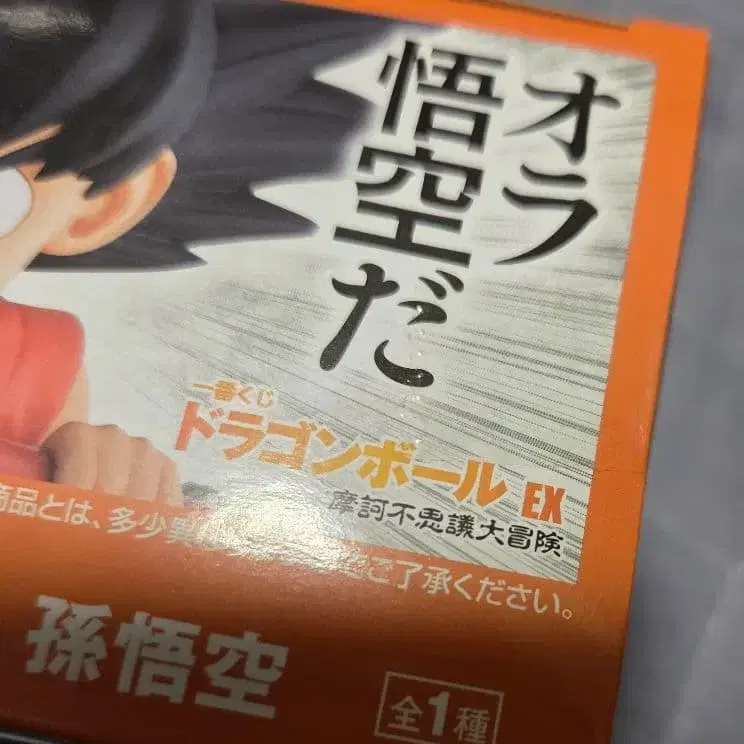 オラ
悟空だ
一番くじ
ドラゴンボール EX
摩訶不思議大冒険
商品とは、多少異 ご了承ください。
孫悟空
全1種